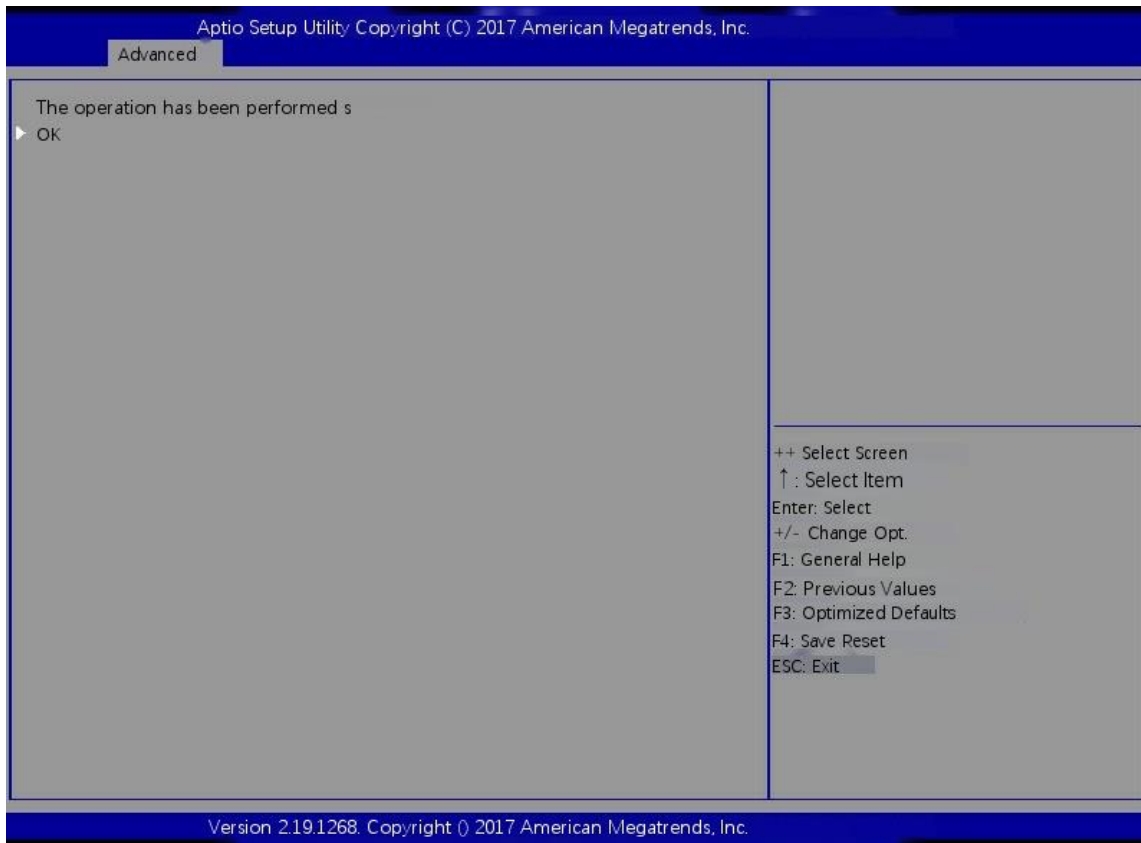 Aptio Setup Utility Copyright (C) 2017 American Megatrends, Inc.
Advanced
The operation has been performed s
OK
++ Select Screen
↑ : Select Item
Enter: Select
+/- Change Opt.
F1: General Help
F2: Previous Values
F3: Optimized Defaults
F4: Save Reset
ESC: Exit
Version 2.19.1268. Copyright () 2017 American Megatrends, Inc.